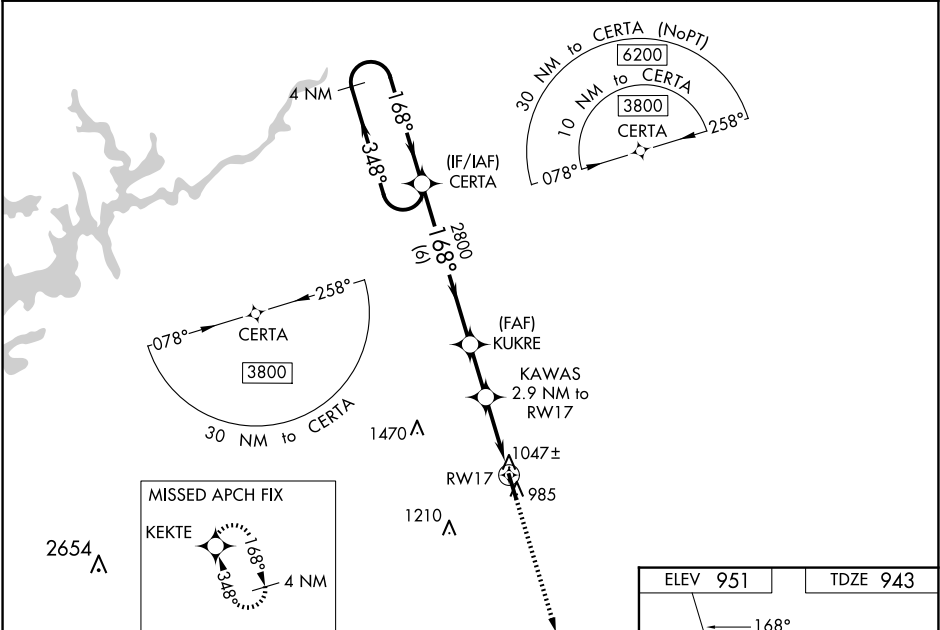 30 NM to CERTA (NoPT)
6200
10 NM to CERTA
3800
CERTA
078°
258°
4 NM
168°
348°
(IF/IAF)
CERTA
2800
168°
(6)
(FAF)
KUKRE
KAWAS
2.9 NM to
RW17
078°
258°
CERTA
3800
30 NM to CERTA
1470
1047±
RW17
985
1210
2654
MISSED APCH FIX
KEKTE
168°
348°
4 NM
ELEV 951
TDZE 943
168°